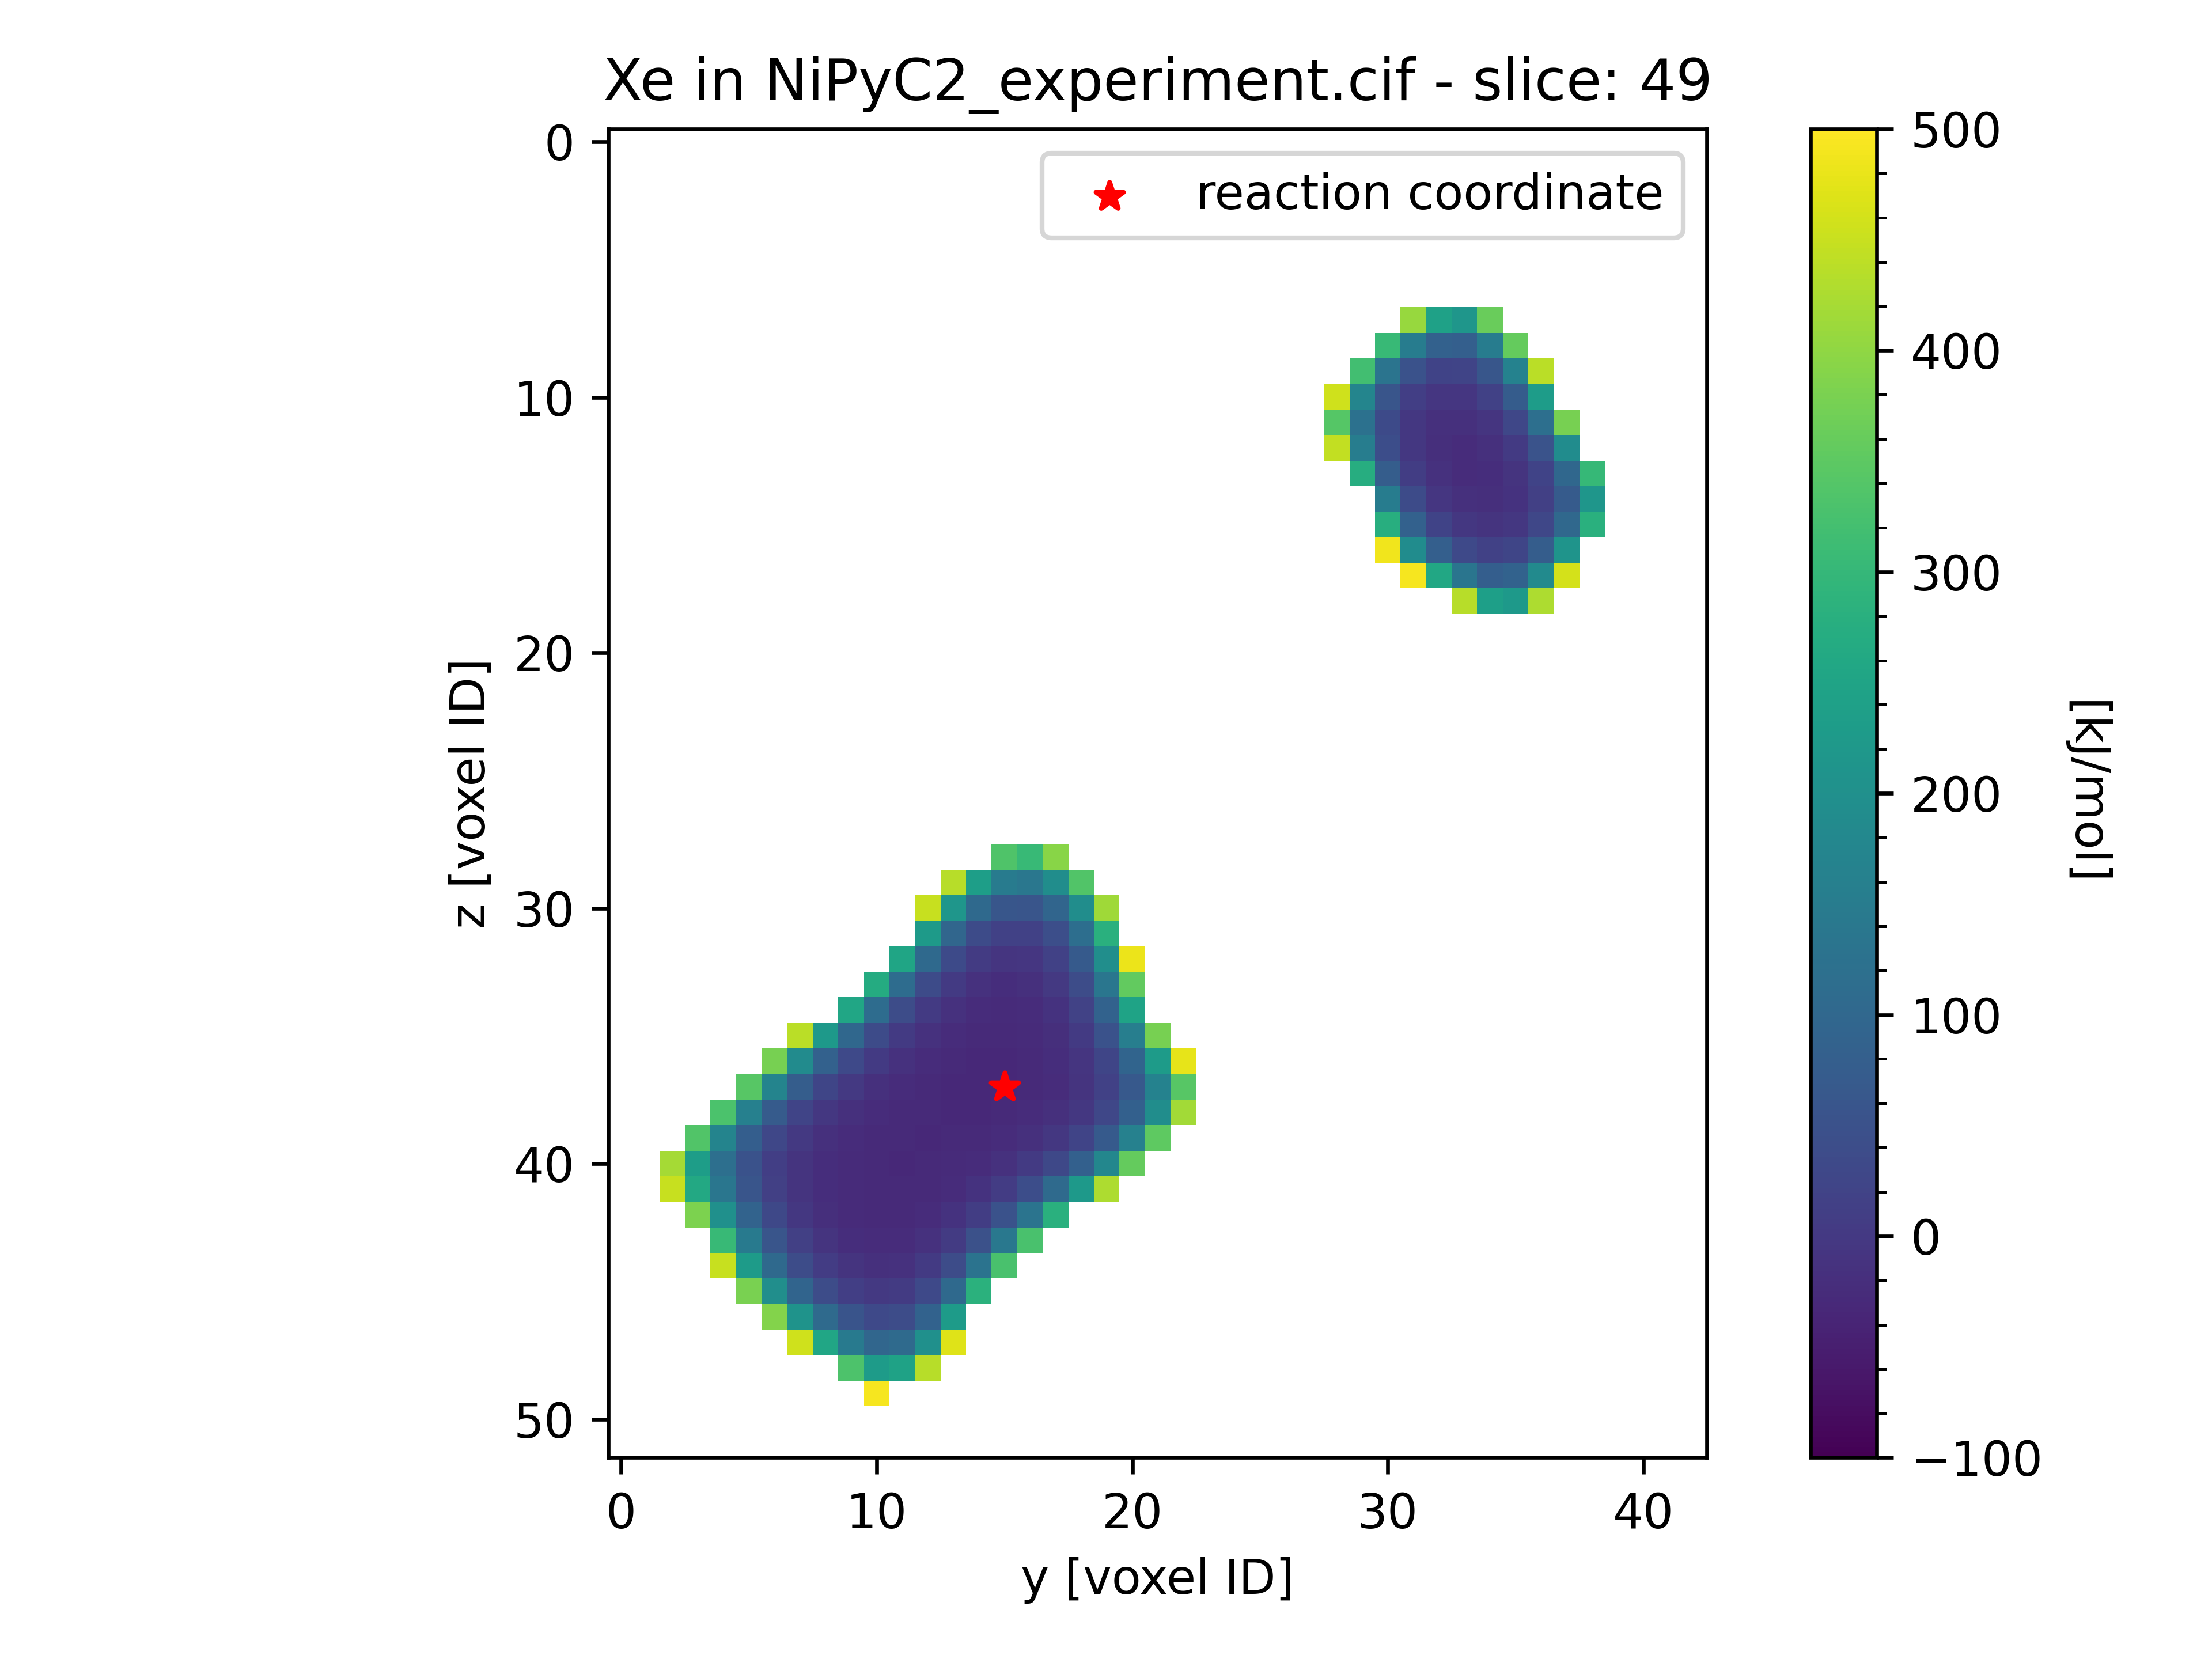 Xe in NiPyC2_experiment.cif - slice: 49
reaction coordinate
z [voxel ID]
0
10
20
30
40
50
0 10 20 30 40
y [voxel ID]
500
400
300
200
100
0
−100
[kJ/mol]